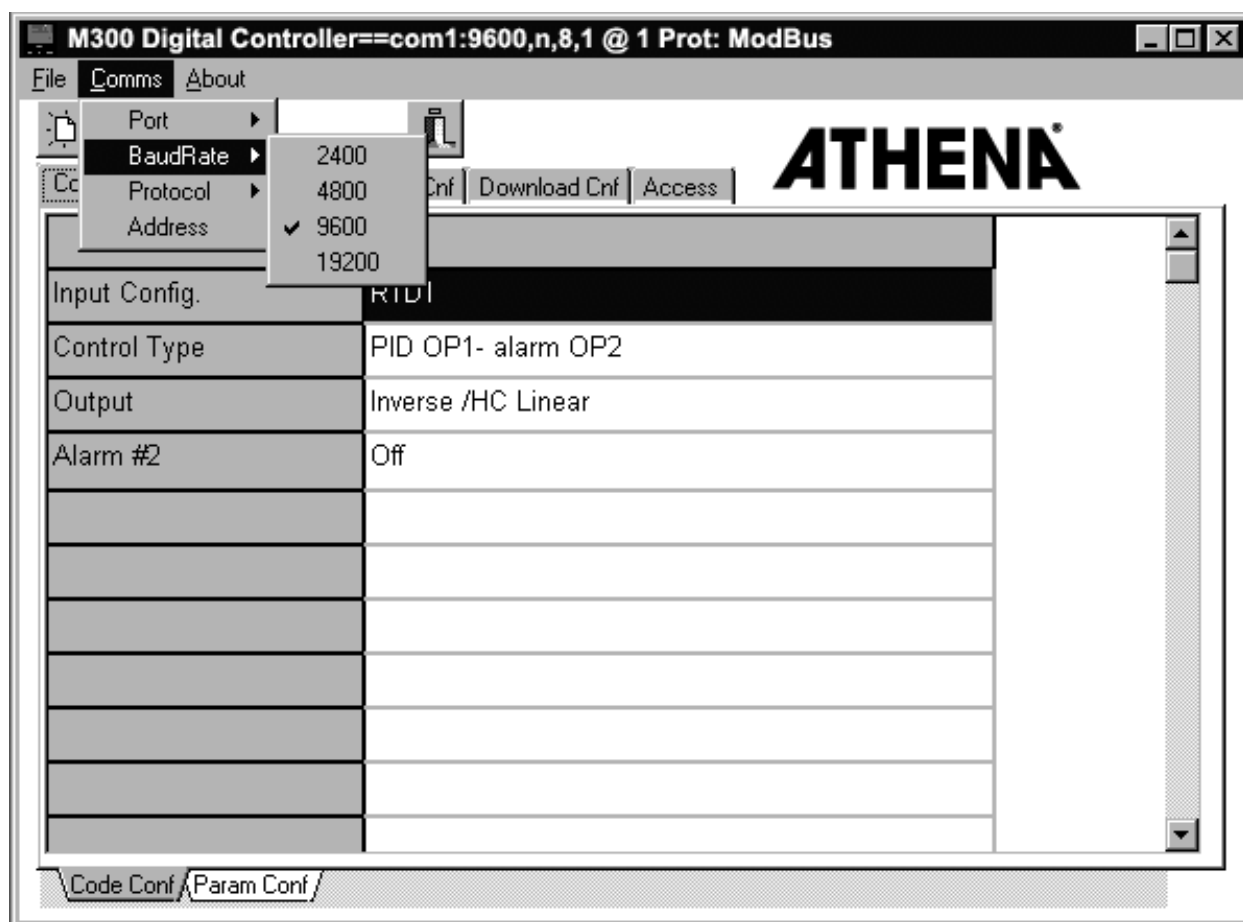 M300 Digital Controller==com1:9600,n,8,1 @ 1 Prot: ModBus
File Comms About
Port
BaudRate
Protocol
Address
2400
4800
9600
19200
ATHENA®
Cnf
Download Cnf
Access
Input Config.
Control Type PID OP1- alarm OP2
Output Inverse /HC Linear
Alarm #2 Off
Code Conf Param Conf